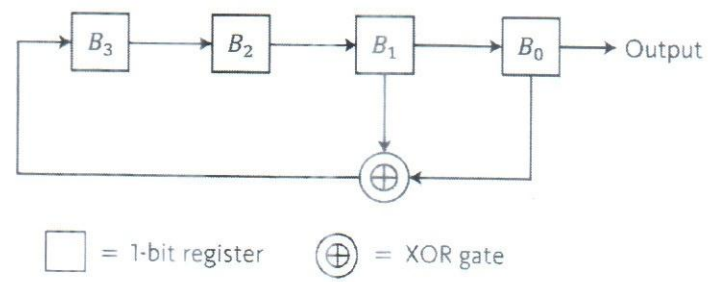 B₃ B₂ B₁ B₀ Output
⊕
= 1-bit register ⊕ = XOR gate